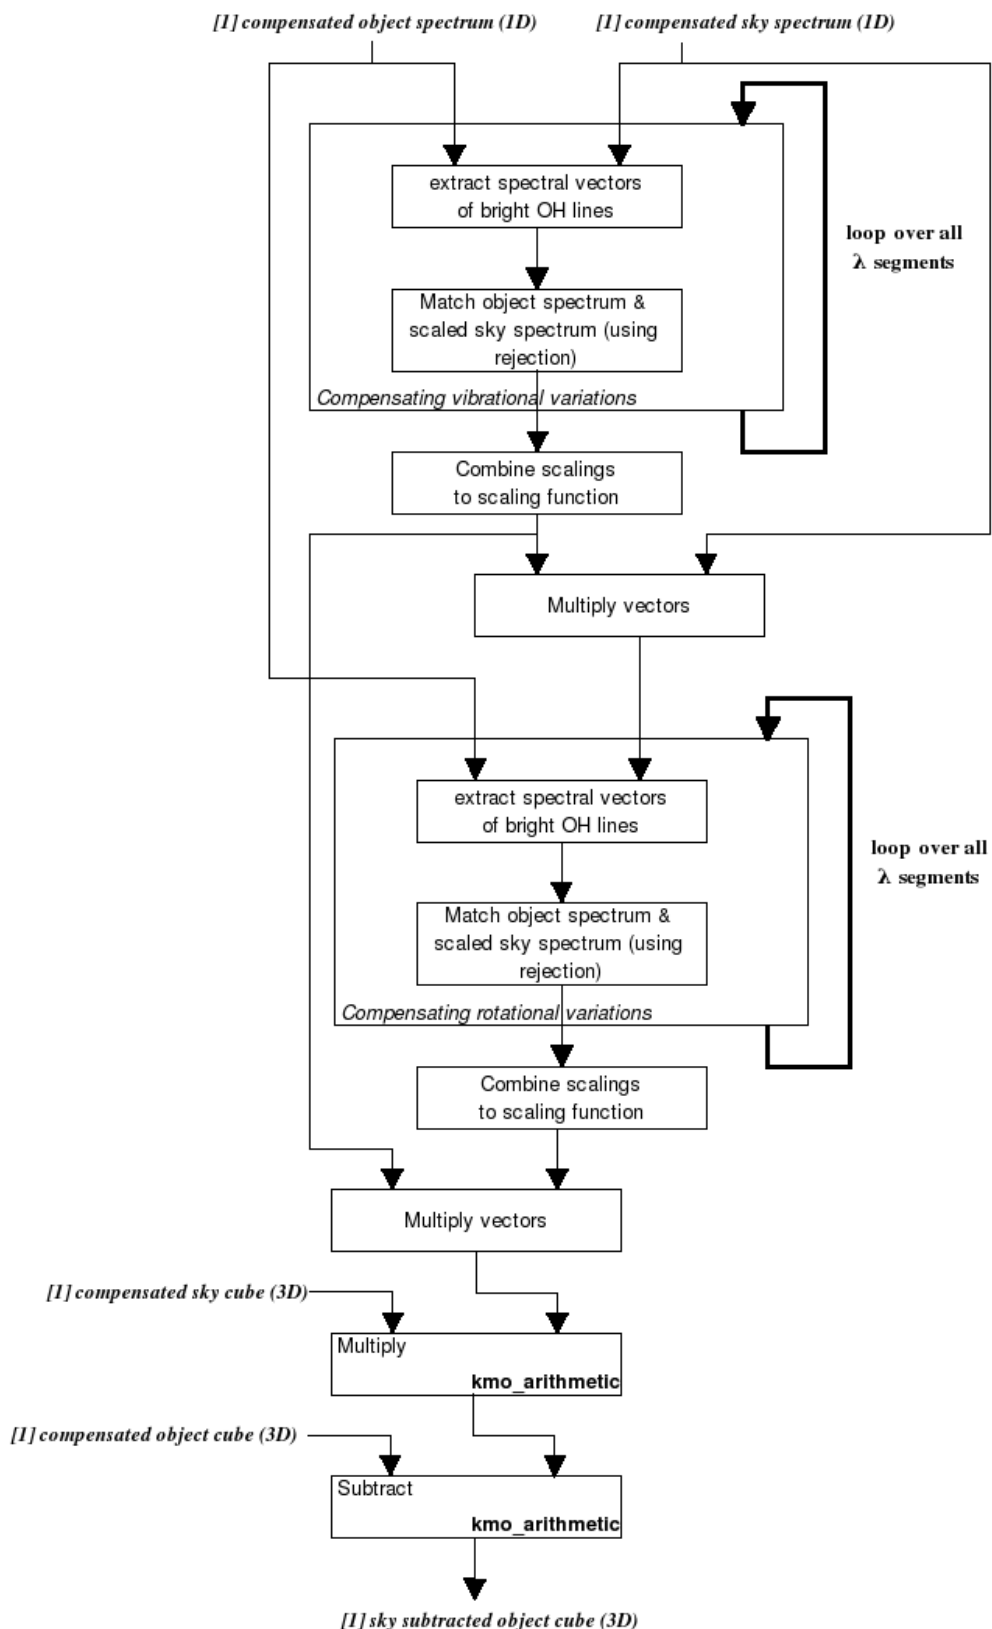 [1] compensated object spectrum (1D)
[1] compensated sky spectrum (1D)
extract spectral vectors
of bright OH lines
loop over all
λ segments
Match object spectrum &
scaled sky spectrum (using
rejection)
Compensating vibrational variations
Combine scalings
to scaling function
Multiply vectors
extract spectral vectors
of bright OH lines
loop over all
λ segments
Match object spectrum &
scaled sky spectrum (using
rejection)
Compensating rotational variations
Combine scalings
to scaling function
Multiply vectors
[1] compensated sky cube (3D)
Multiply
kmo_arithmetic
[1] compensated object cube (3D)
Subtract
kmo_arithmetic
[1] sky subtracted object cube (3D)